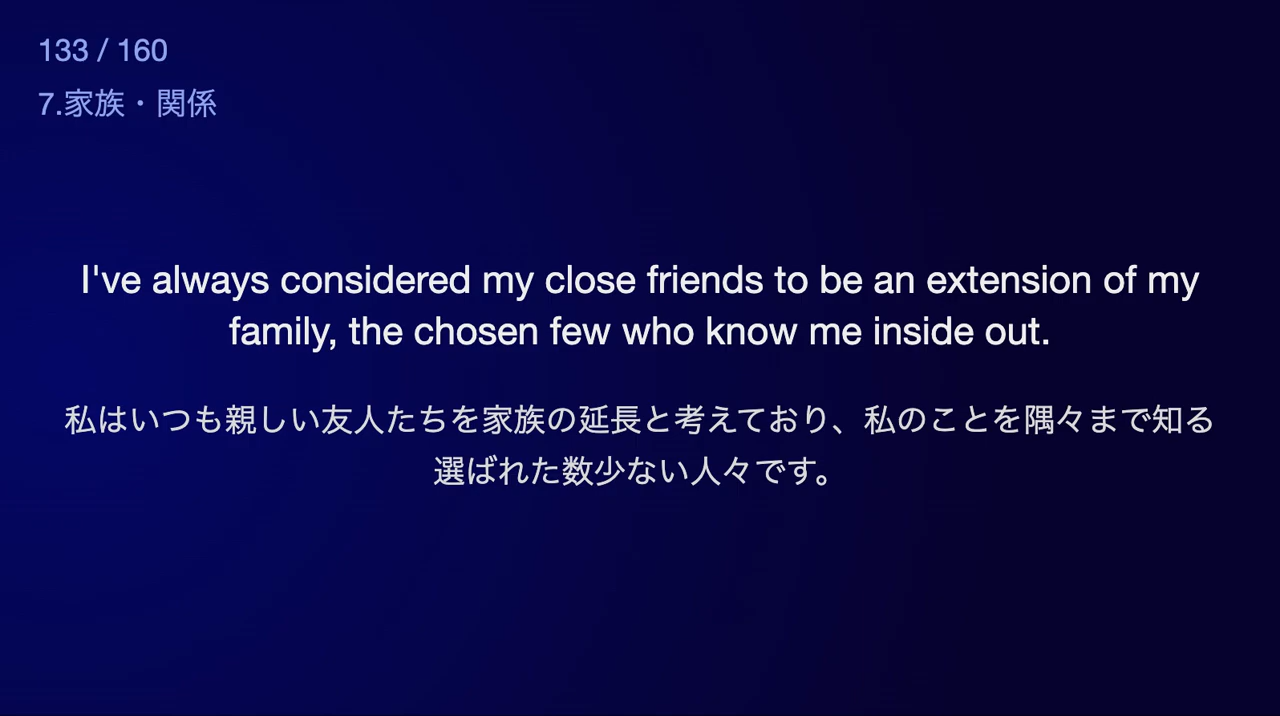 133 / 160
7.家族・関係
I've always considered my close friends to be an extension of my
family, the chosen few who know me inside out.
私はいつも親しい友人たちを家族の延長と考えており、私のことを隅々まで知る
選ばれた数少ない人々です。